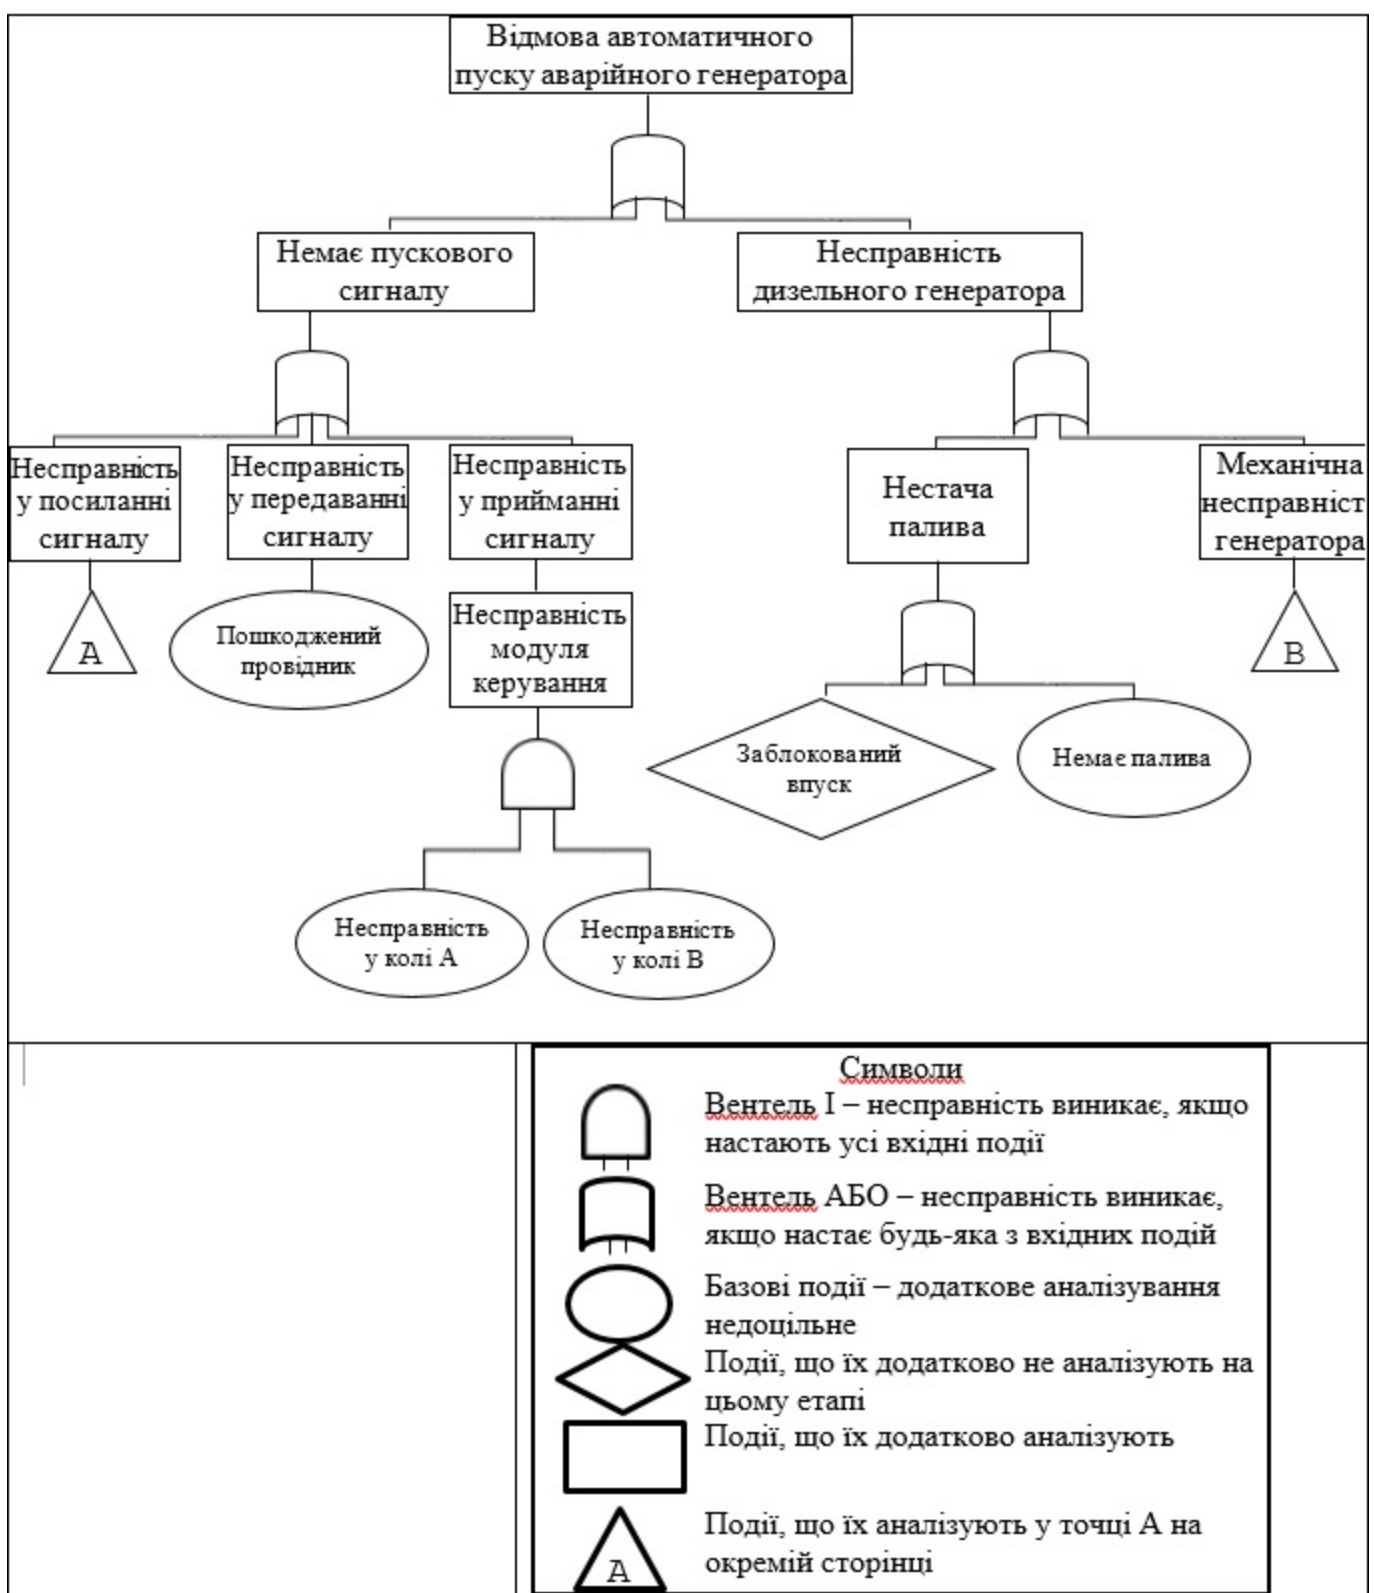 Відмова автоматичного
пуску аварійного генератора
Немає пускового
сигналу
Несправність
дизельного генератора
Несправність
у посиланні
сигналу
Несправність
у передаванні
сигналу
Несправність
у прийманні
сигналу
Нестача
палива
Механічна
несправніст
генератора
А
Пошкоджений
провідник
Несправність
модуля
керування
В
Заблокований
впуск
Немає палива
Несправність
у колі А
Несправність
у колі В
Символи
Вентель І – несправність виникає, якщо
настають усі вхідні події
Вентель АБО – несправність виникає,
якщо настає будь-яка з вхідних подій
Базові події – додаткове аналізування
недоцільне
Події, що їх додатково не аналізують на
цьому етапі
Події, що їх додатково аналізують
Події, що їх аналізують у точці А на
окремій сторінці
А